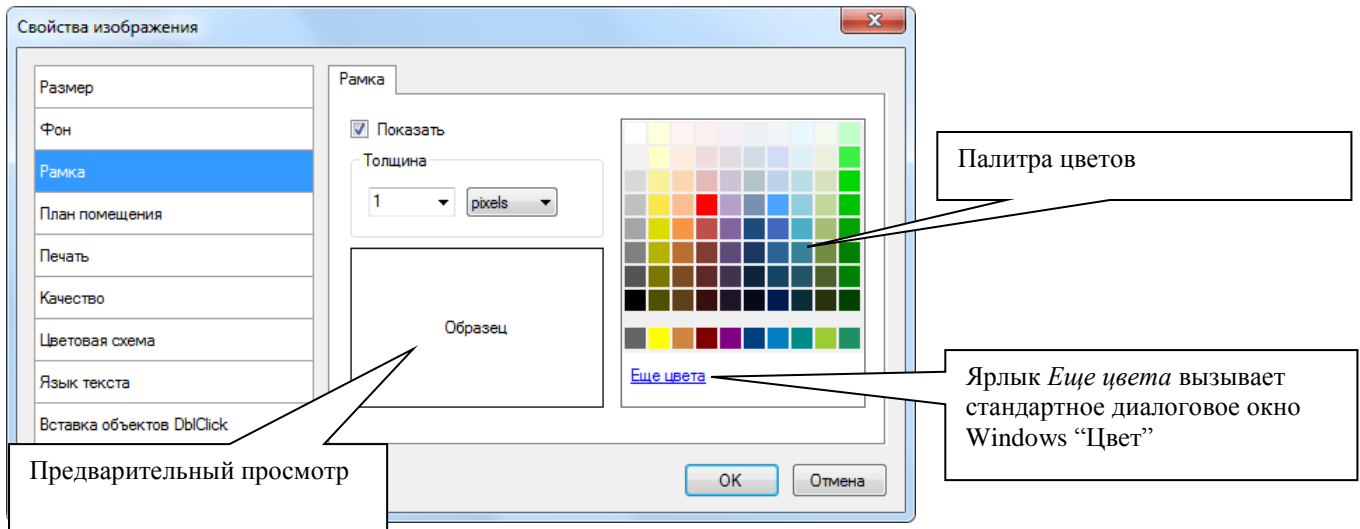 Свойства изображения
Размер
Фон
Рамка
План помещения
Печать
Качество
Цветовая схема
Язык текста
Вставка объектов DblClick
Рамка
Показать
Толщина
1 pixels
Образец
Еще цвета
OK Отмена
Палитра цветов
Ярлык Еще цвета вызывает
стандартное диалоговое окно
Windows “Цвет”
Предварительный просмотр